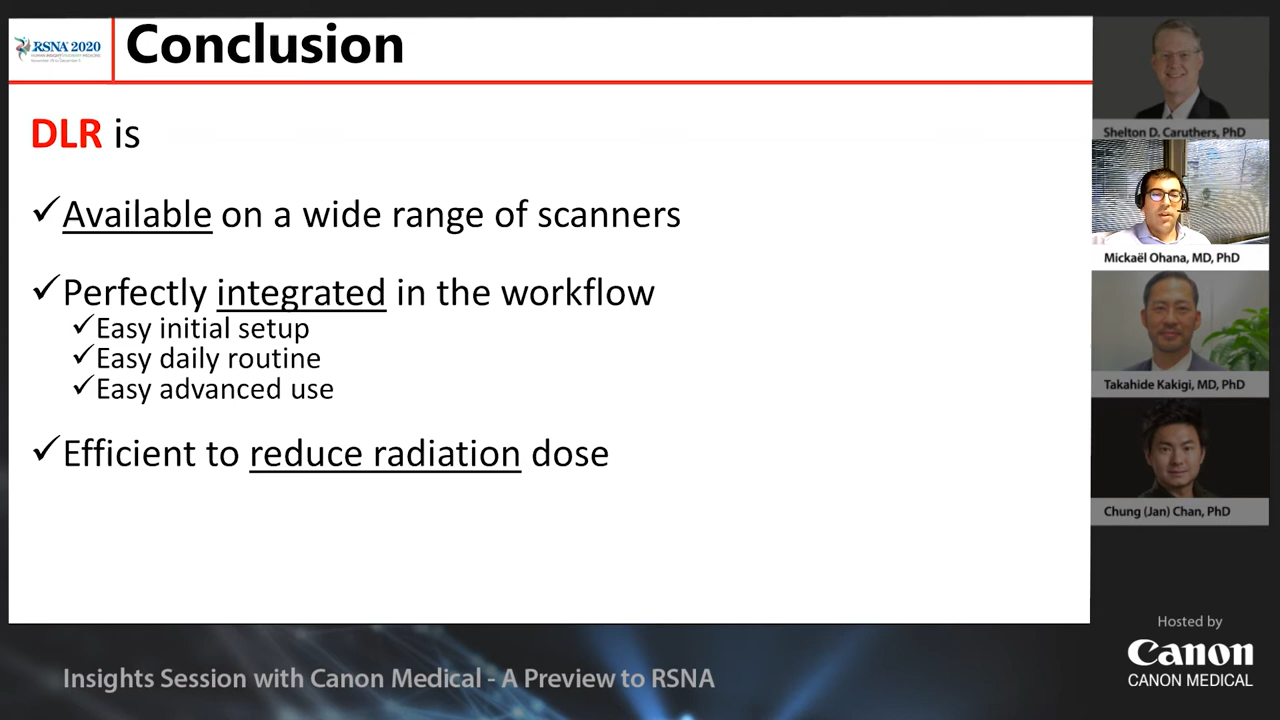 RSNA 2020
Conclusion
DLR is
✓Available on a wide range of scanners
✓Perfectly integrated in the workflow
✓Easy initial setup
✓Easy daily routine
✓Easy advanced use
✓Efficient to reduce radiation dose
Shelton D. Caruthers, PhD
Mickaël Ohana, MD, PhD
Takahide Kakigi, MD, PhD
Chung (Jan) Chan, PhD
Hosted by
Canon
CANON MEDICAL
Insights Session with Canon Medical - A Preview to RSNA